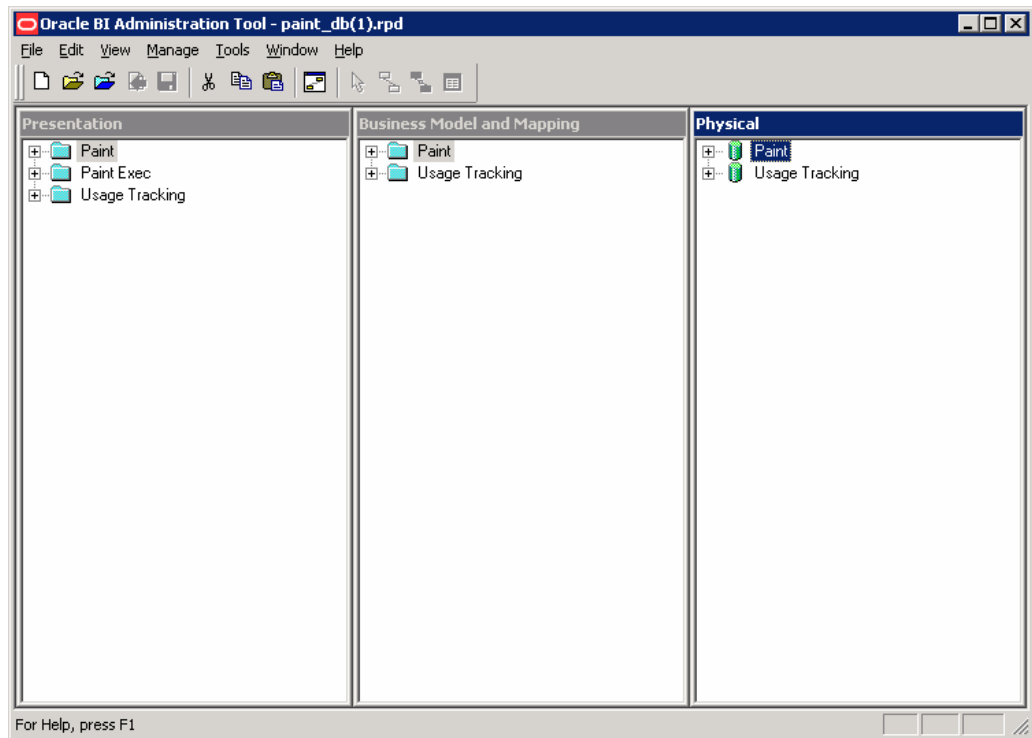 Oracle BI Administration Tool - paint_db(1).rpd
File Edit View Manage Tools Window Help
Presentation
Paint
Paint Exec
Usage Tracking
Business Model and Mapping
Paint
Usage Tracking
Physical
Paint
Usage Tracking
For Help, press F1